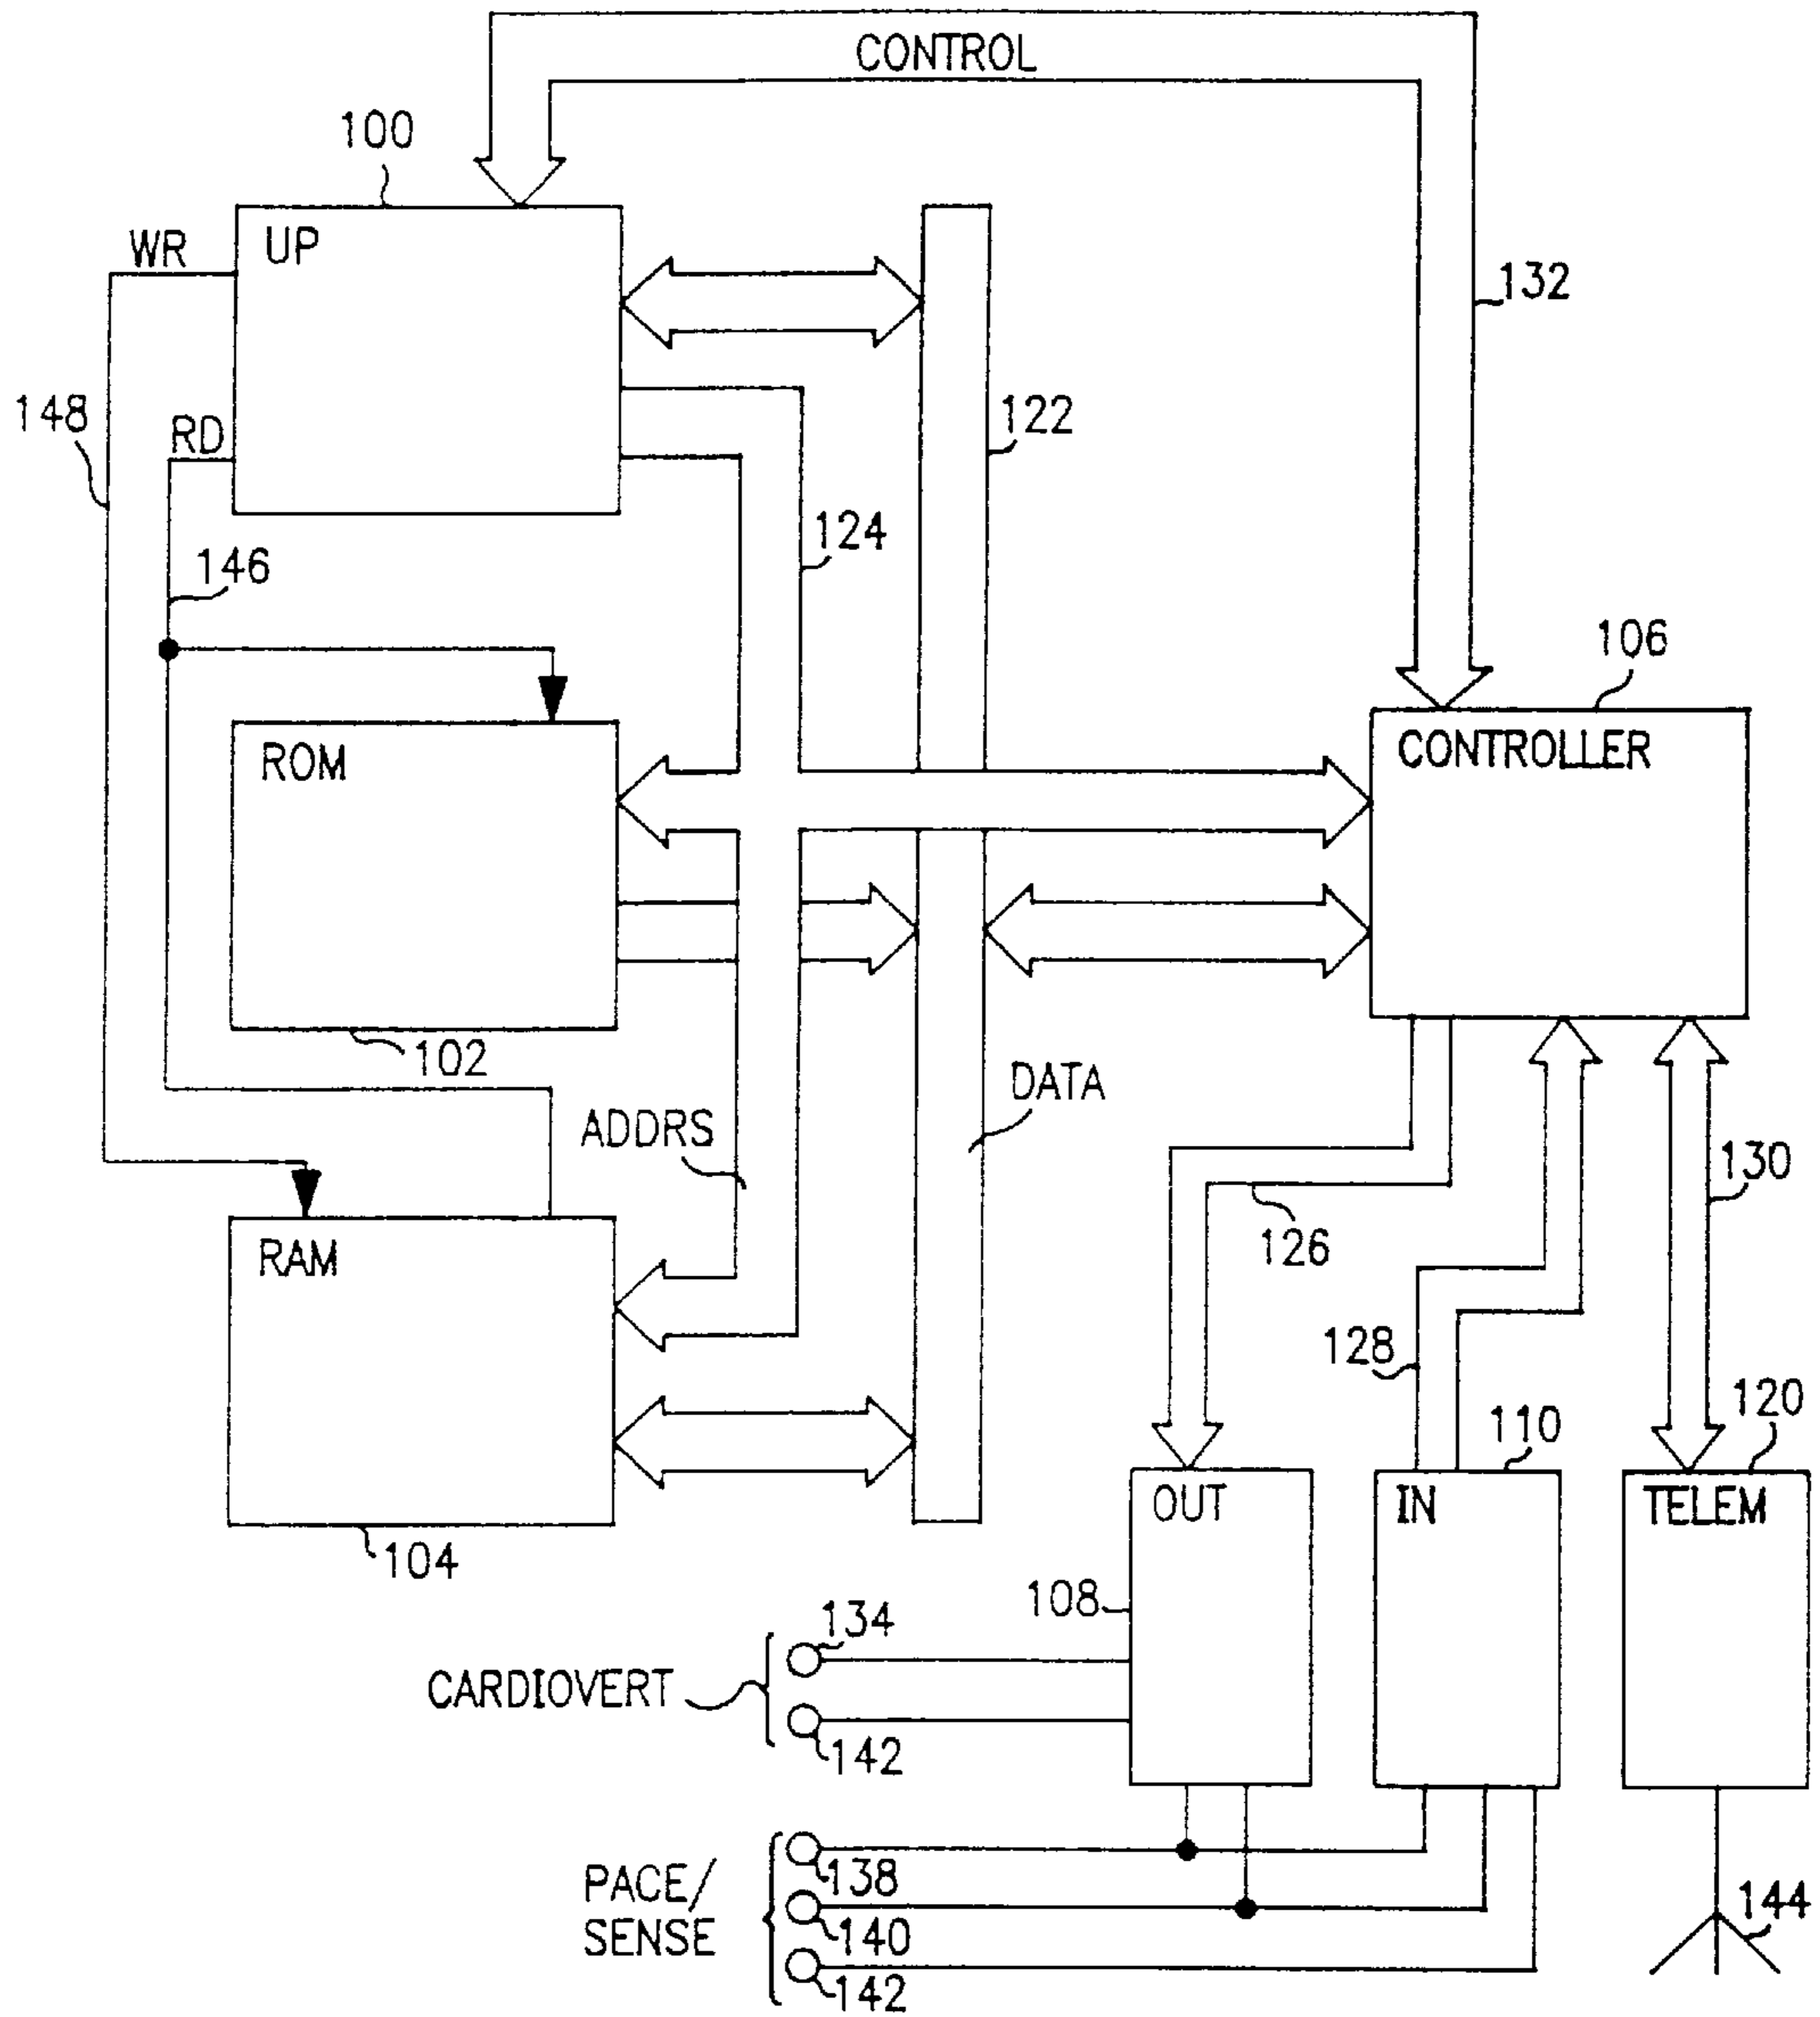 CONTROL
100
WR
UP
132
148
RD
122
124
146
106
ROM
CONTROLLER
102
DATA
ADDRS
130
126
RAM
128
110
120
OUT
IN
TELEM
104
108
134
CARDIOVERT
142
138
PACE/
SENSE
140
142
144